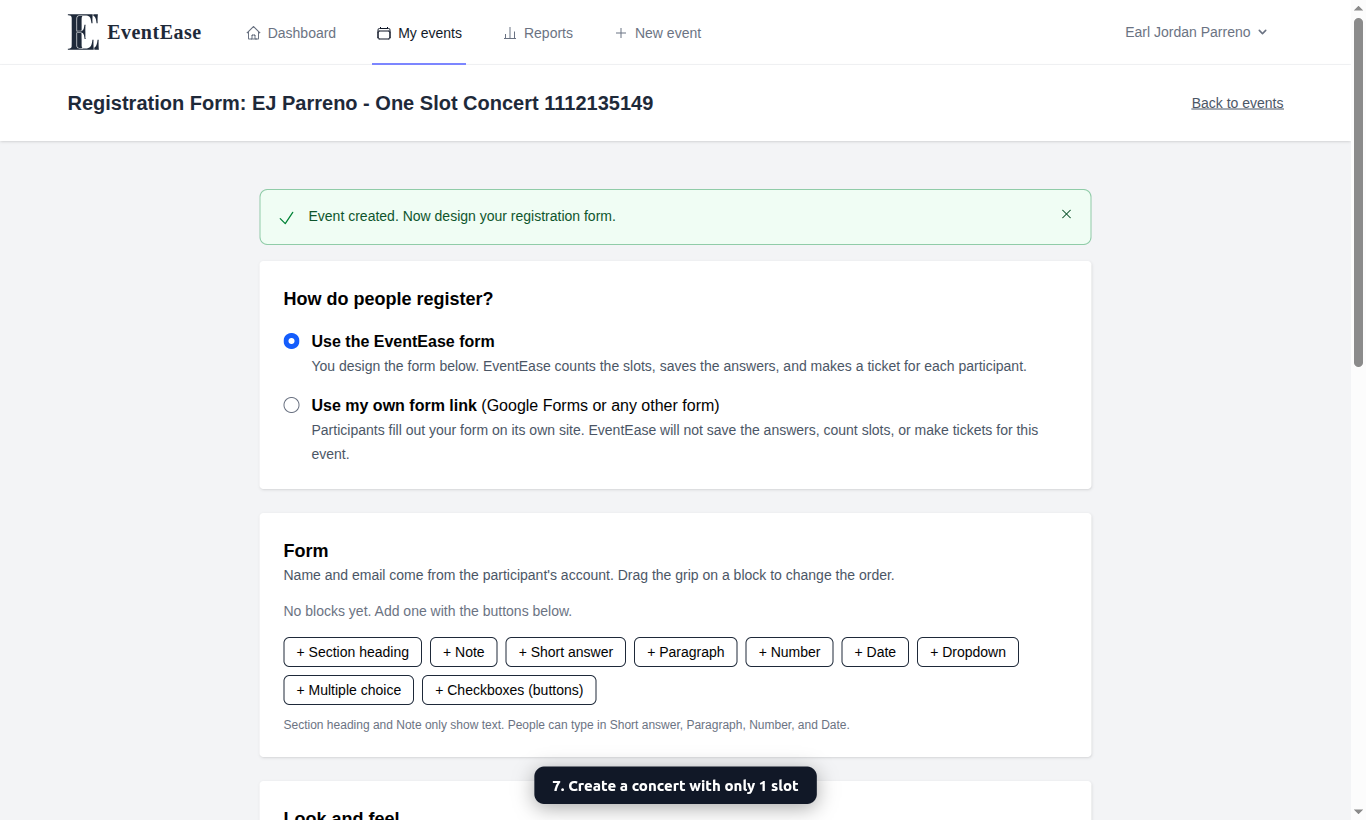 EventEase
Dashboard
My events
Reports
New event
Earl Jordan Parreno
Registration Form: EJ Parreno - One Slot Concert 1112135149
Back to events
Event created. Now design your registration form.
How do people register?
Use the EventEase form
You design the form below. EventEase counts the slots, saves the answers, and makes a ticket for each participant.
Use my own form link (Google Forms or any other form)
Participants fill out your form on its own site. EventEase will not save the answers, count slots, or make tickets for this
event.
Form
Name and email come from the participant's account. Drag the grip on a block to change the order.
No blocks yet. Add one with the buttons below.
+ Section heading
+ Note
+ Short answer
+ Paragraph
+ Number
+ Date
+ Dropdown
+ Multiple choice
+ Checkboxes (buttons)
Section heading and Note only show text. People can type in Short answer, Paragraph, Number, and Date.
7. Create a concert with only 1 slot
Look and feel